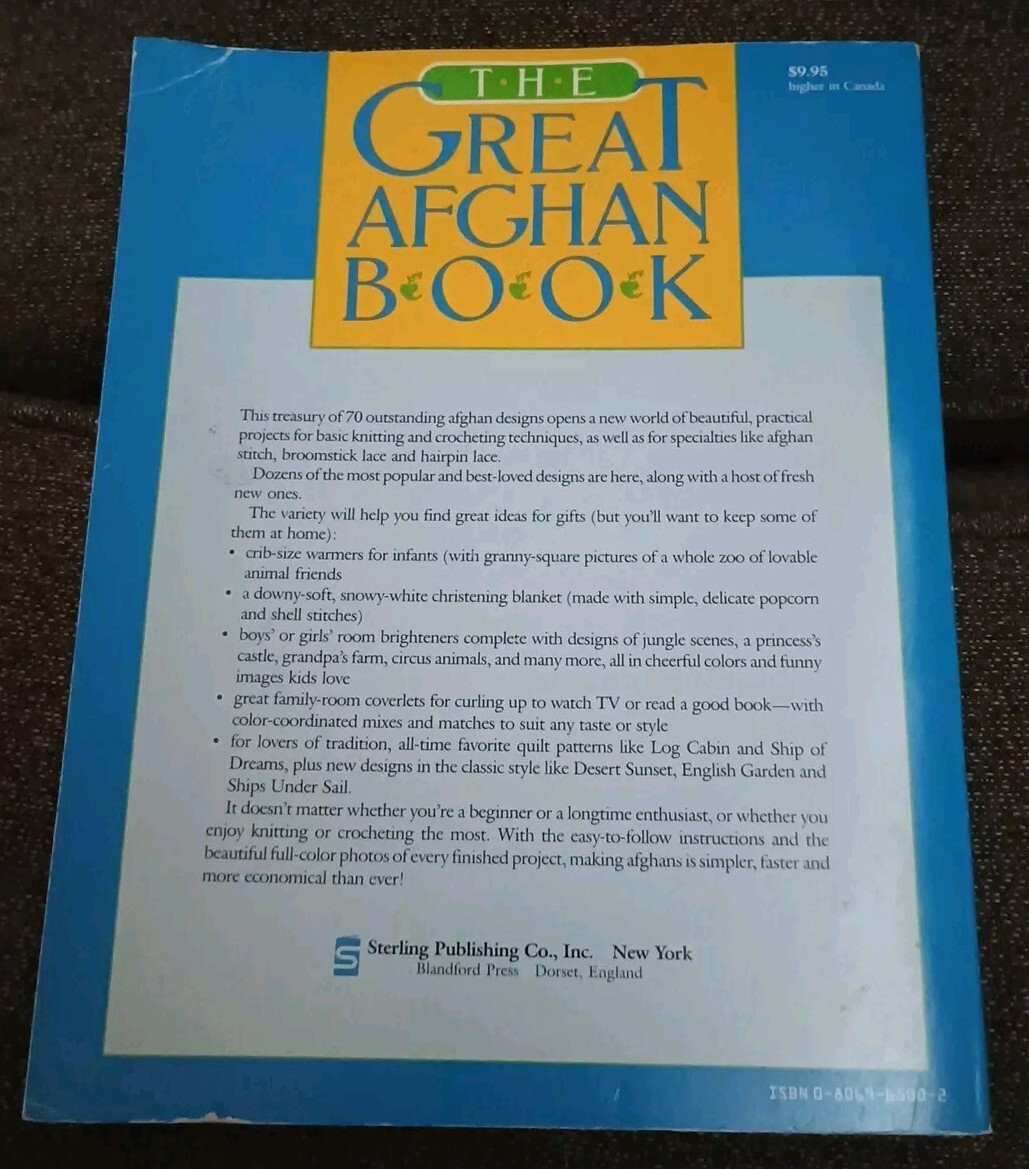 T·H·E
GREAT
AFGHAN
B·O·O·K
$9.95
higher in Canada
This treasury of 70 outstanding afghan designs opens a new world of beautiful, practical
projects for basic knitting and crocheting techniques, as well as for specialties like afghan
stitch, broomstick lace and hairpin lace.
Dozens of the most popular and best-loved designs are here, along with a host of fresh
new ones.
The variety will help you find great ideas for gifts (but you'll want to keep some of
them at home):
• crib-size warmers for infants (with granny-square pictures of a whole zoo of lovable
animal friends
• a downy-soft, snowy-white christening blanket (made with simple, delicate popcorn
and shell stitches)
• boys' or girls' room brighteners complete with designs of jungle scenes, a princess's
castle, grandpa's farm, circus animals, and many more, all in cheerful colors and funny
images kids love
• great family-room coverlets for curling up to watch TV or read a good book—with
color-coordinated mixes and matches to suit any taste or style
• for lovers of tradition, all-time favorite quilt patterns like Log Cabin and Ship of
Dreams, plus new designs in the classic style like Desert Sunset, English Garden and
Ships Under Sail.
It doesn't matter whether you're a beginner or a longtime enthusiast, or whether you
enjoy knitting or crocheting the most. With the easy-to-follow instructions and the
beautiful full-color photos of every finished project, making afghans is simpler, faster and
more economical than ever!
S Sterling Publishing Co., Inc. New York
Blandford Press Dorset, England
ISBN